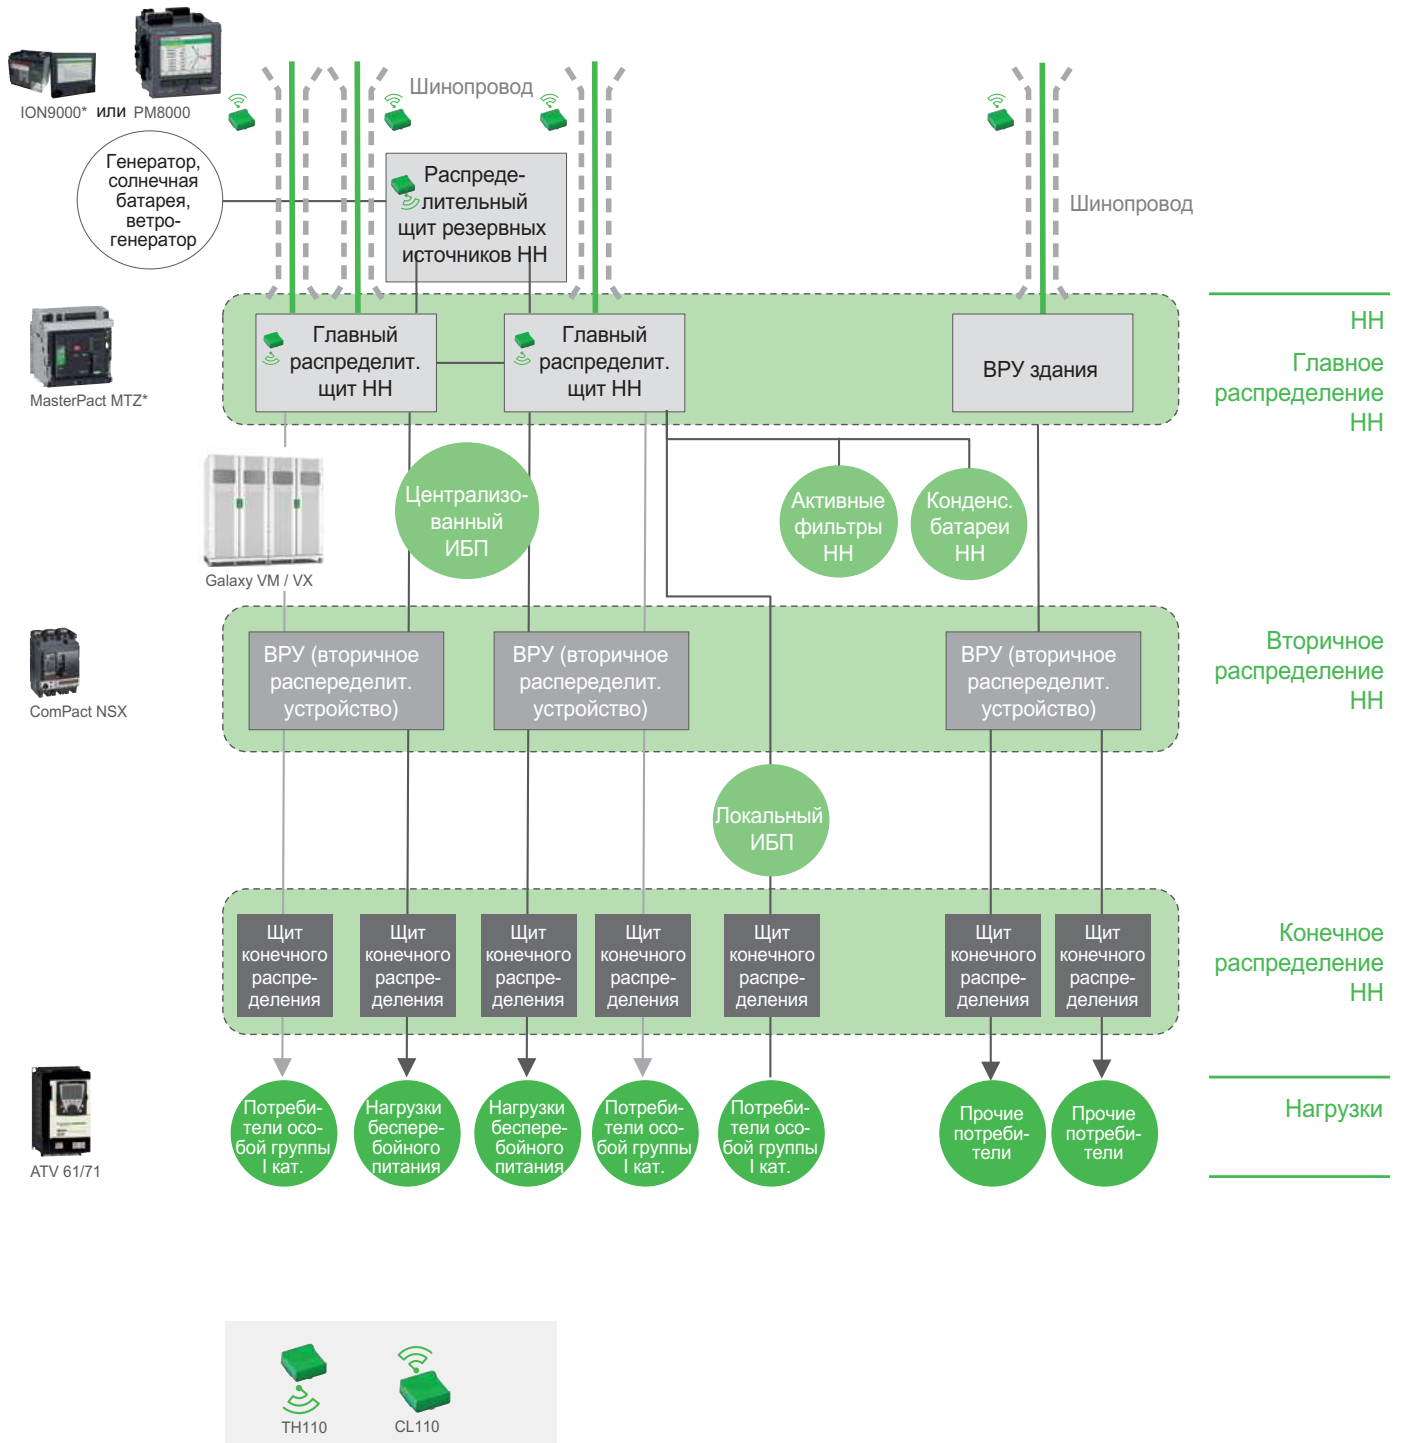 ION9000* или PM8000
Шинопровод
Генератор,
солнечная
батарея,
ветро-
генератор
Распреде-
лительный
щит резервных
источников НН
Шинопровод
MasterPact MTZ*
Главный
распределит.
щит НН
Главный
распределит.
щит НН
ВРУ здания
НН
Главное
распределение
НН
Galaxy VM / VX
Централизо-
ванный
ИБП
Активные
фильтры
НН
Конденс.
батареи
НН
ComPact NSX
ВРУ (вторичное
распеределит.
устройство)
ВРУ (вторичное
распеределит.
устройство)
ВРУ (вторичное
распеределит.
устройство)
Вторичное
распределение
НН
Локальный
ИБП
Щит
конечного
распре-
деления
Щит
конечного
распре-
деления
Щит
конечного
распре-
деления
Щит
конечного
распре-
деления
Щит
конечного
распре-
деления
Щит
конечного
распре-
деления
Щит
конечного
распре-
деления
Конечное
распределение
НН
ATV 61/71
Потреби-
тели осо-
бой группы
I кат.
Нагрузки
бесперe-
бойного
питания
Нагрузки
бесперe-
бойного
питания
Потреби-
тели осо-
бой группы
I кат.
Потреби-
тели осо-
бой группы
I кат.
Прочие
потреби-
тели
Прочие
потреби-
тели
Нагрузки
TH110
CL110